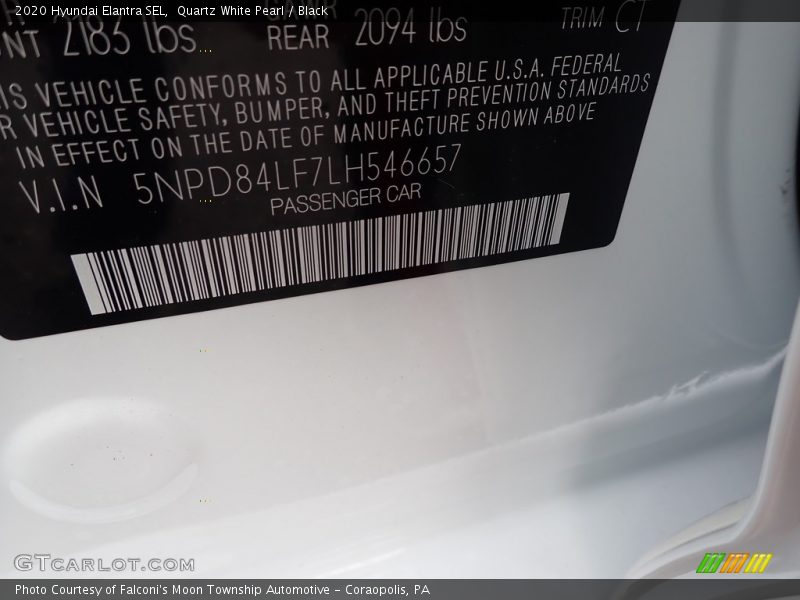 2020 Hyundai Elantra SEL, Quartz White Pearl / Black
NT 2183 lbs REAR 2094 lbs TRIM CT
IS VEHICLE CONFORMS TO ALL APPLICABLE U.S.A. FEDERAL
R VEHICLE SAFETY, BUMPER, AND THEFT PREVENTION STANDARDS
IN EFFECT ON THE DATE OF MANUFACTURE SHOWN ABOVE
V.I.N 5NPD84LF7LH546657
PASSENGER CAR
GTCARLOT.COM
Photo Courtesy of Falconi's Moon Township Automotive - Coraopolis, PA